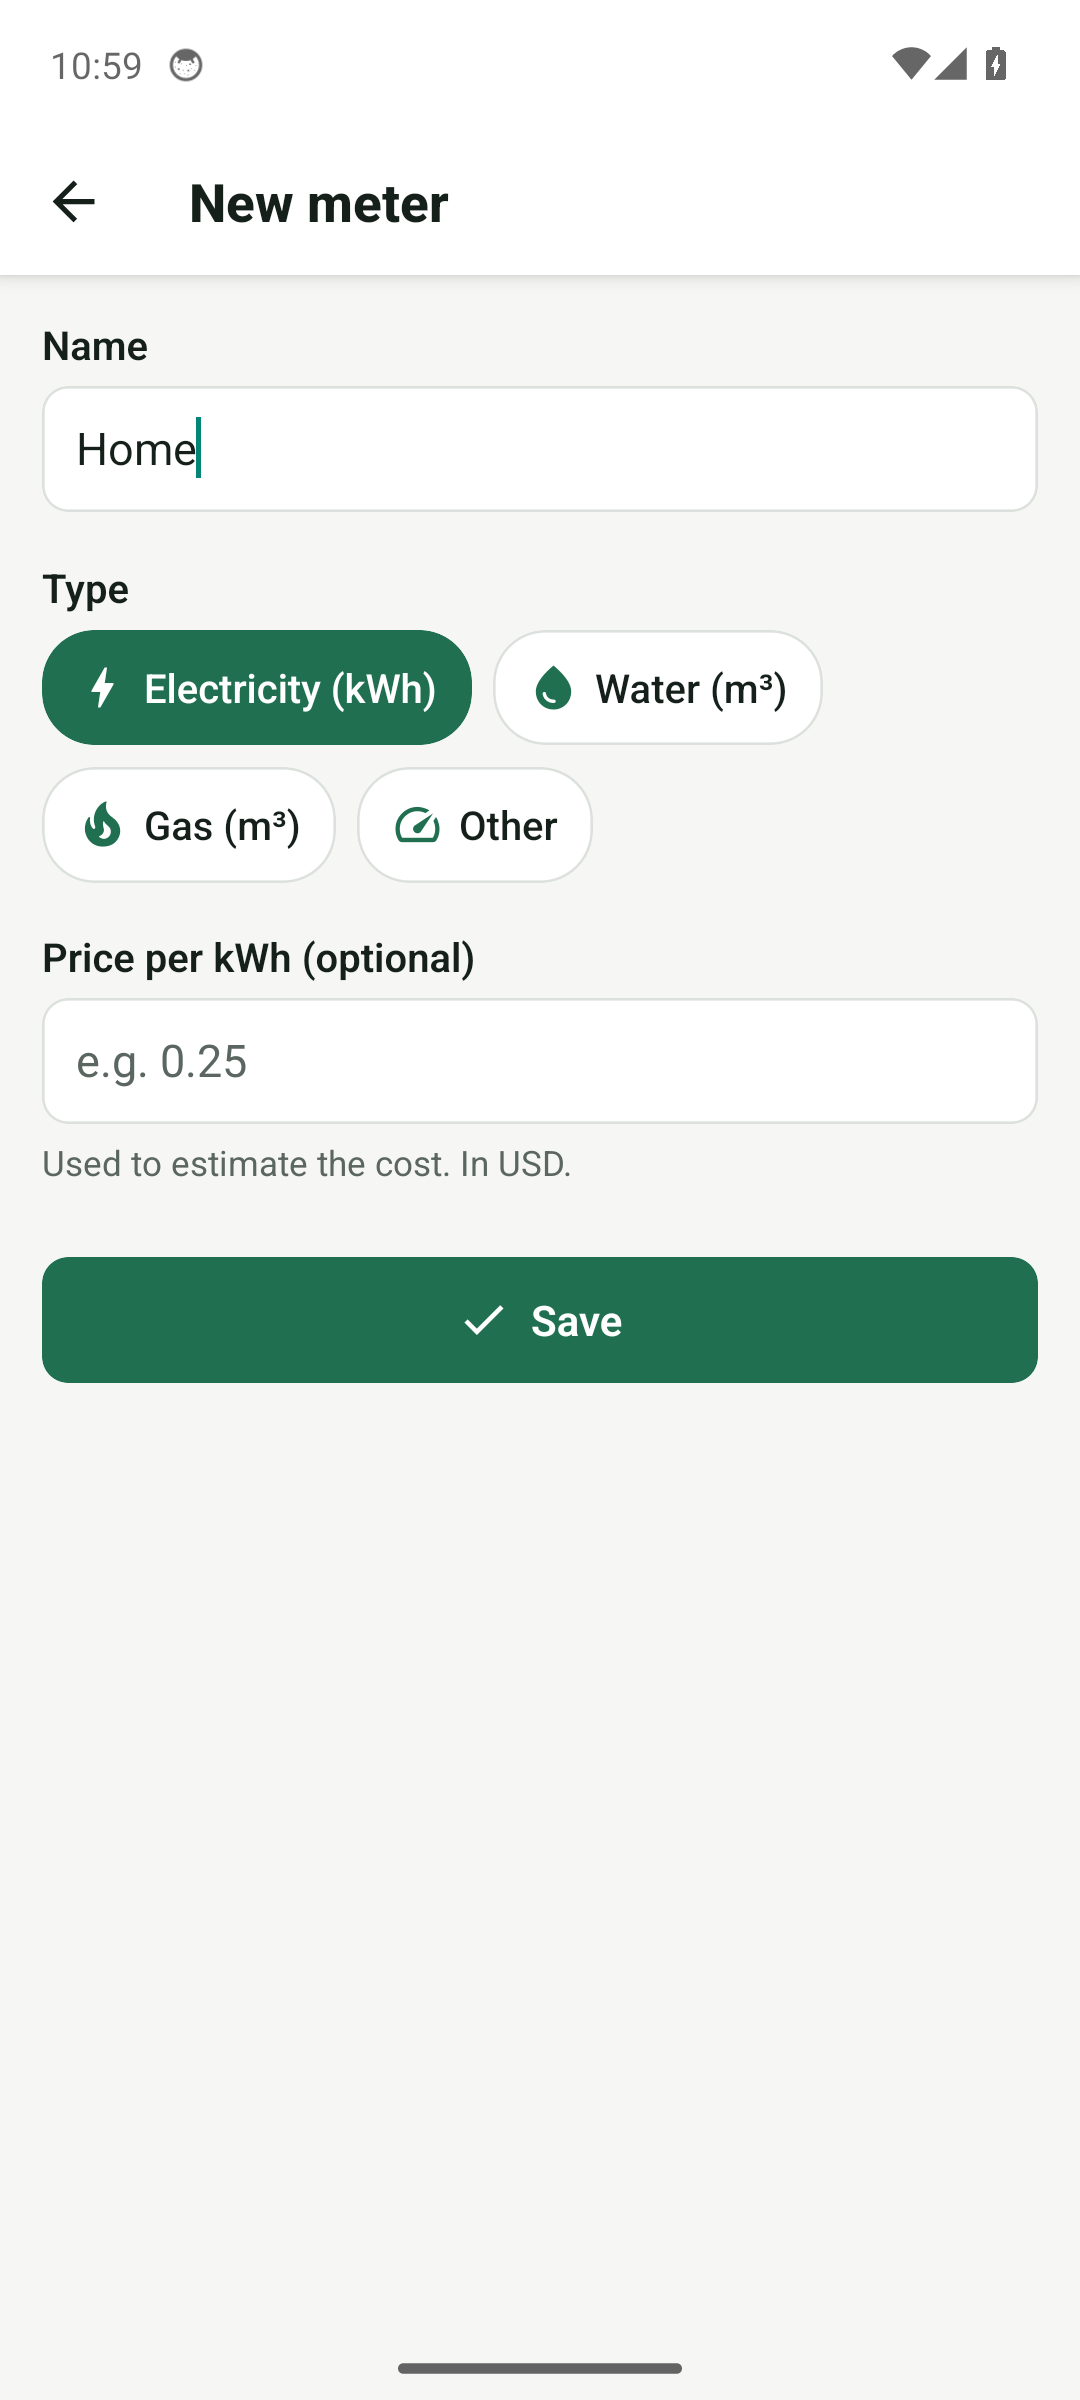 10:59
New meter
Name
Home
Type
Electricity (kWh)
Water (m³)
Gas (m³)
Other
Price per kWh (optional)
e.g. 0.25
Used to estimate the cost. In USD.
Save